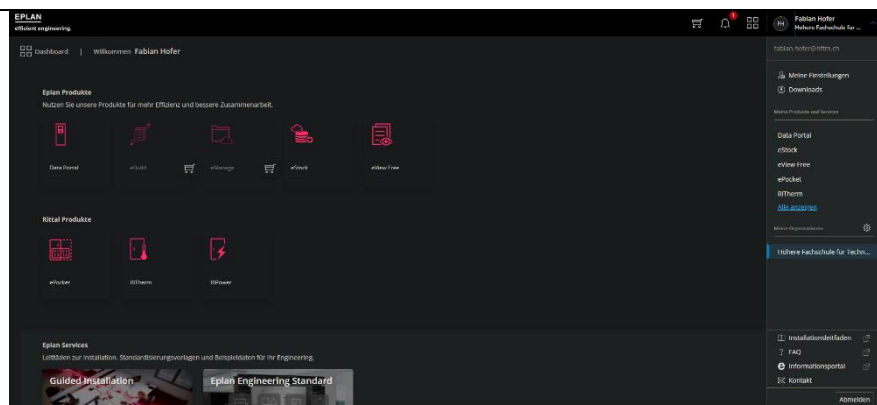 EPLAN
efficient engineering.
1
FH
Fabian Hofer
Höhere Fachschule für ...
Dashboard | Willkommen Fabian Hofer
fabian.hofer@hftm.ch
Meine Einstellungen
Downloads
Meine Produkte und Services
Data Portal
eStock
eView Free
ePocket
RiTherm
Alle anzeigen
Meine Organisationen
Höhere Fachschule für Techn...
Installationsleitfaden
? FAQ
Informationsportal
Kontakt
Abmelden
Eplan Produkte
Nutzen Sie unsere Produkte für mehr Effizienz und bessere Zusammenarbeit.
Data Portal
eBuild
eManage
eStock
eView Free
Rittal Produkte
ePocket
RiTherm
RiPower
Eplan Services
Leitfäden zur Installation, Standardisierungsvorlagen und Beispieldaten für Ihr Engineering.
Guided Installation
Eplan Engineering Standard